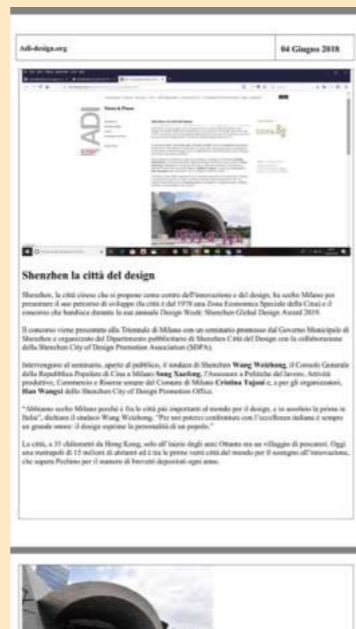 Adi-design.org
04 Giugno 2018
ADI
News & Press
Shenzhen la città del design
Shenzhen, la città cinese che si propone come centro dell'innovazione e del design, ha scelto Milano per
presentare il suo percorso di sviluppo (la città è dal 1978 una Zona Economica Speciale della Cina) e il
concorso che bandisce durante la sua annuale Design Week: Shenzhen Global Design Award 2019.
Il concorso viene presentato alla Triennale di Milano con un seminario promosso dal Governo Municipale di
Shenzhen e organizzato dal Dipartimento pubblicitario di Shenzhen Città del Design con la collaborazione
della Shenzhen City of Design Promotion Association (SDPA).
Intervengono al seminario, aperto al pubblico, il sindaco di Shenzhen Wang Weizhong, il Console Generale
della Repubblica Popolare di Cina a Milano Song Xuefeng, l'Assessora a Politiche del lavoro, Attività
produttive, Commercio e Risorse umane del Comune di Milano Cristina Tajani e, a per gli organizzatori,
Han Wangxi dello Shenzhen City of Design Promotion Office.
"Abbiamo scelto Milano perché è fra le città più importanti al mondo per il design, e in assoluto la prima in
Italia", dichiara il sindaco Wang Weizhong. "Per noi poterci confrontare con l'eccellenza italiana è sempre
un grande onore: il design esprime la personalità di un popolo."
La città, a 35 chilometri da Hong Kong, solo all'inizio degli anni Ottanta era un villaggio di pescatori. Oggi
una metropoli di 15 milioni di abitanti ed è tra le prime venti città del mondo per il sostegno all'innovazione,
che supera Pechino per il numero di brevetti depositati ogni anno.